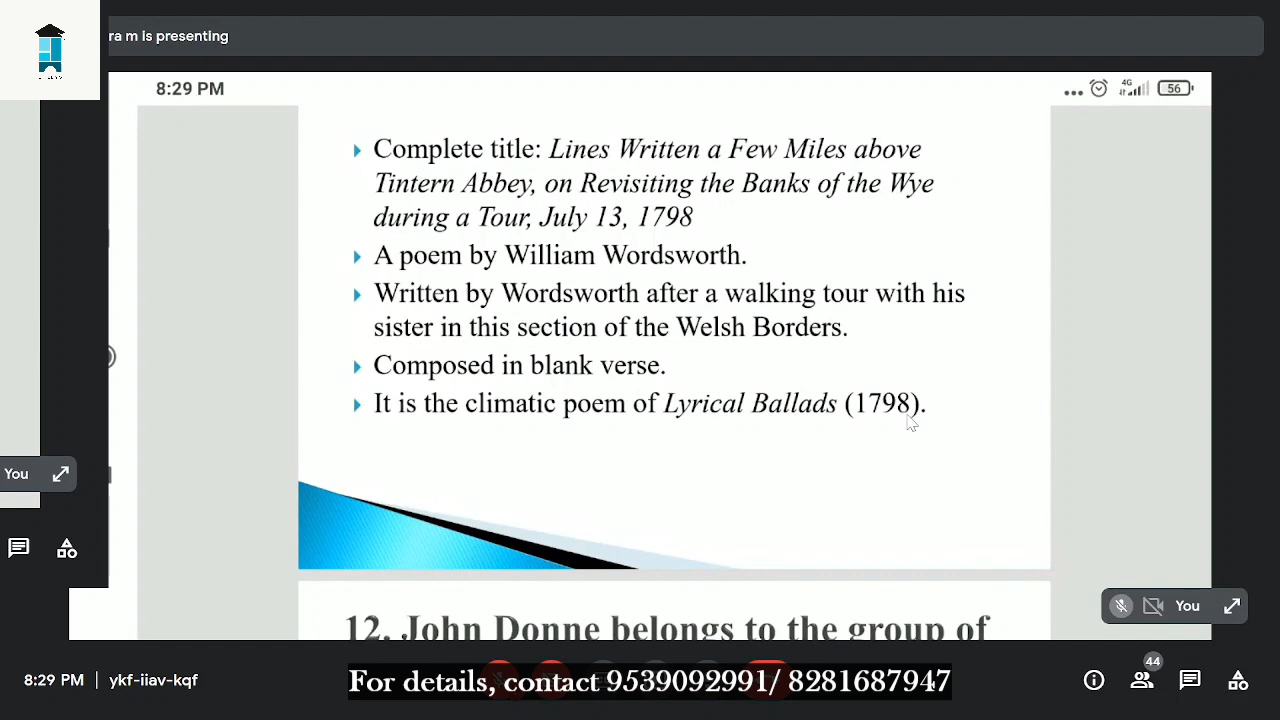 ra m is presenting
8:29 PM
4G
56
Complete title: Lines Written a Few Miles above
Tintern Abbey, on Revisiting the Banks of the Wye
during a Tour, July 13, 1798
A poem by William Wordsworth.
Written by Wordsworth after a walking tour with his
sister in this section of the Welsh Borders.
Composed in blank verse.
It is the climatic poem of Lyrical Ballads (1798).
You
You
12. John Donne belongs to the group of
44
8:29 PM | ykf-iiav-kqf
For details, contact 9539092991/ 8281687947